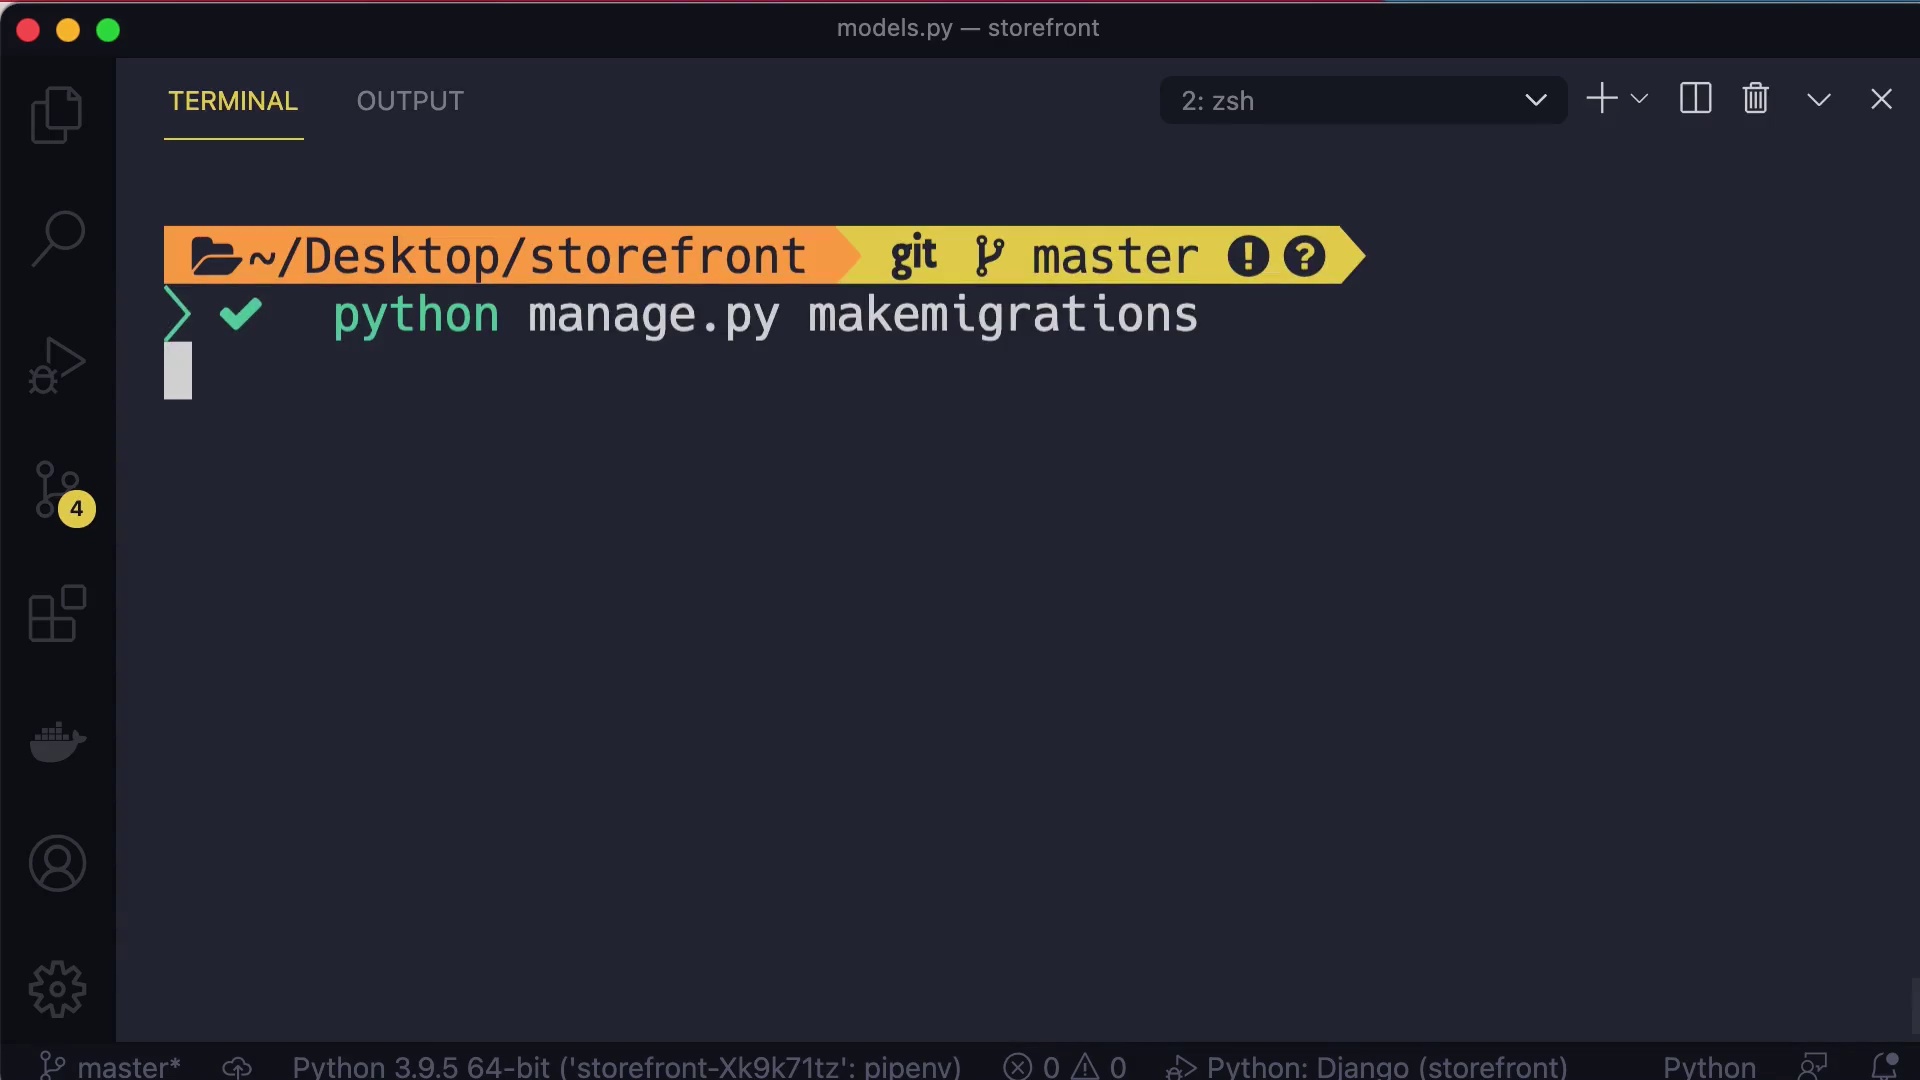 models.py — storefront
TERMINAL OUTPUT 2: zsh
~/Desktop/storefront git master ! ?
python manage.py makemigrations
4
master* Python 3.9.5 64-bit ('storefront-Xk9k71tz': pipenv) 0 0 Python: Django (storefront) Python